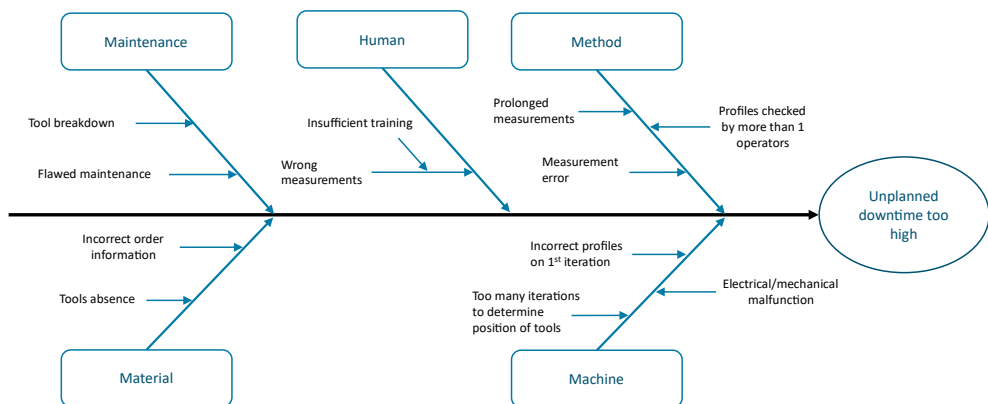 Maintenance
Human
Method
Tool breakdown
Flawed maintenance
Insufficient training
Wrong
measurements
Prolonged
measurements
Profiles checked
by more than 1
operators
Measurement
error
Unplanned
downtime too
high
Incorrect order
information
Tools absence
Incorrect profiles
on 1st iteration
Too many iterations
to determine
position of tools
Electrical/mechanical
malfunction
Material
Machine